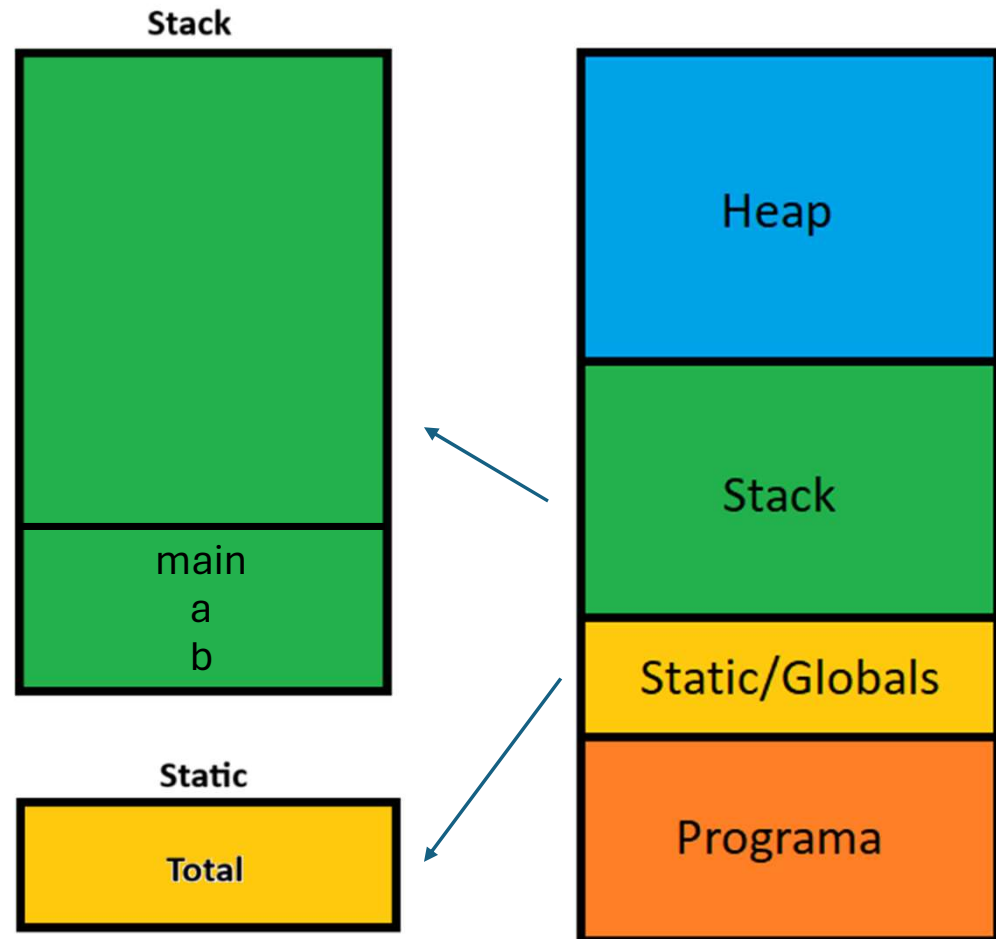 Stack
main
a
b
Static
Total
Heap
Stack
Static/Globals
Programa